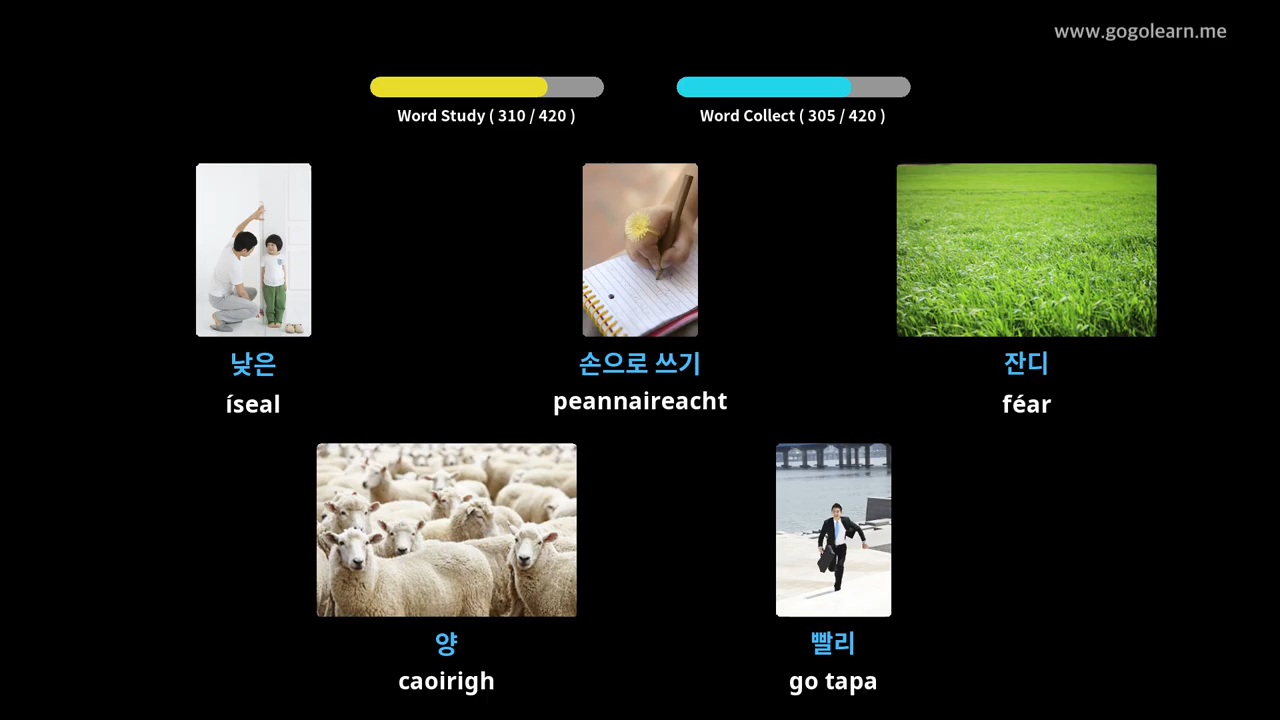 www.gogolearn.me
Word Study ( 310 / 420 )
Word Collect ( 305 / 420 )
낮은
손으로 쓰기
잔디
íseal
peannaireacht
féar
양
빨리
caoirigh
go tapa